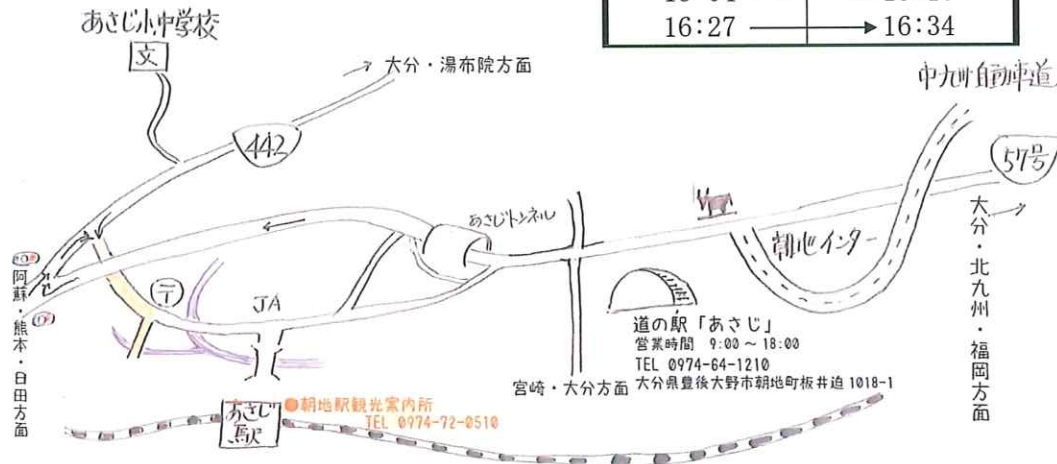 16:27 → 16:34
あさじ小中学校
文
大分・湯布院方面
442
中九州自動車道
57号
大分・北九州・福岡方面
あさじトンネル
朝地インター
阿蘇・熊本・白田方面
〒
JA
道の駅「あさじ」
営業時間 9:00～18:00
TEL 0974-64-1210
大分県豊後大野市朝地町板井迫1018-1
宮崎・大分方面
あさじ駅
●朝地駅観光案内所
TEL 0974-72-0510